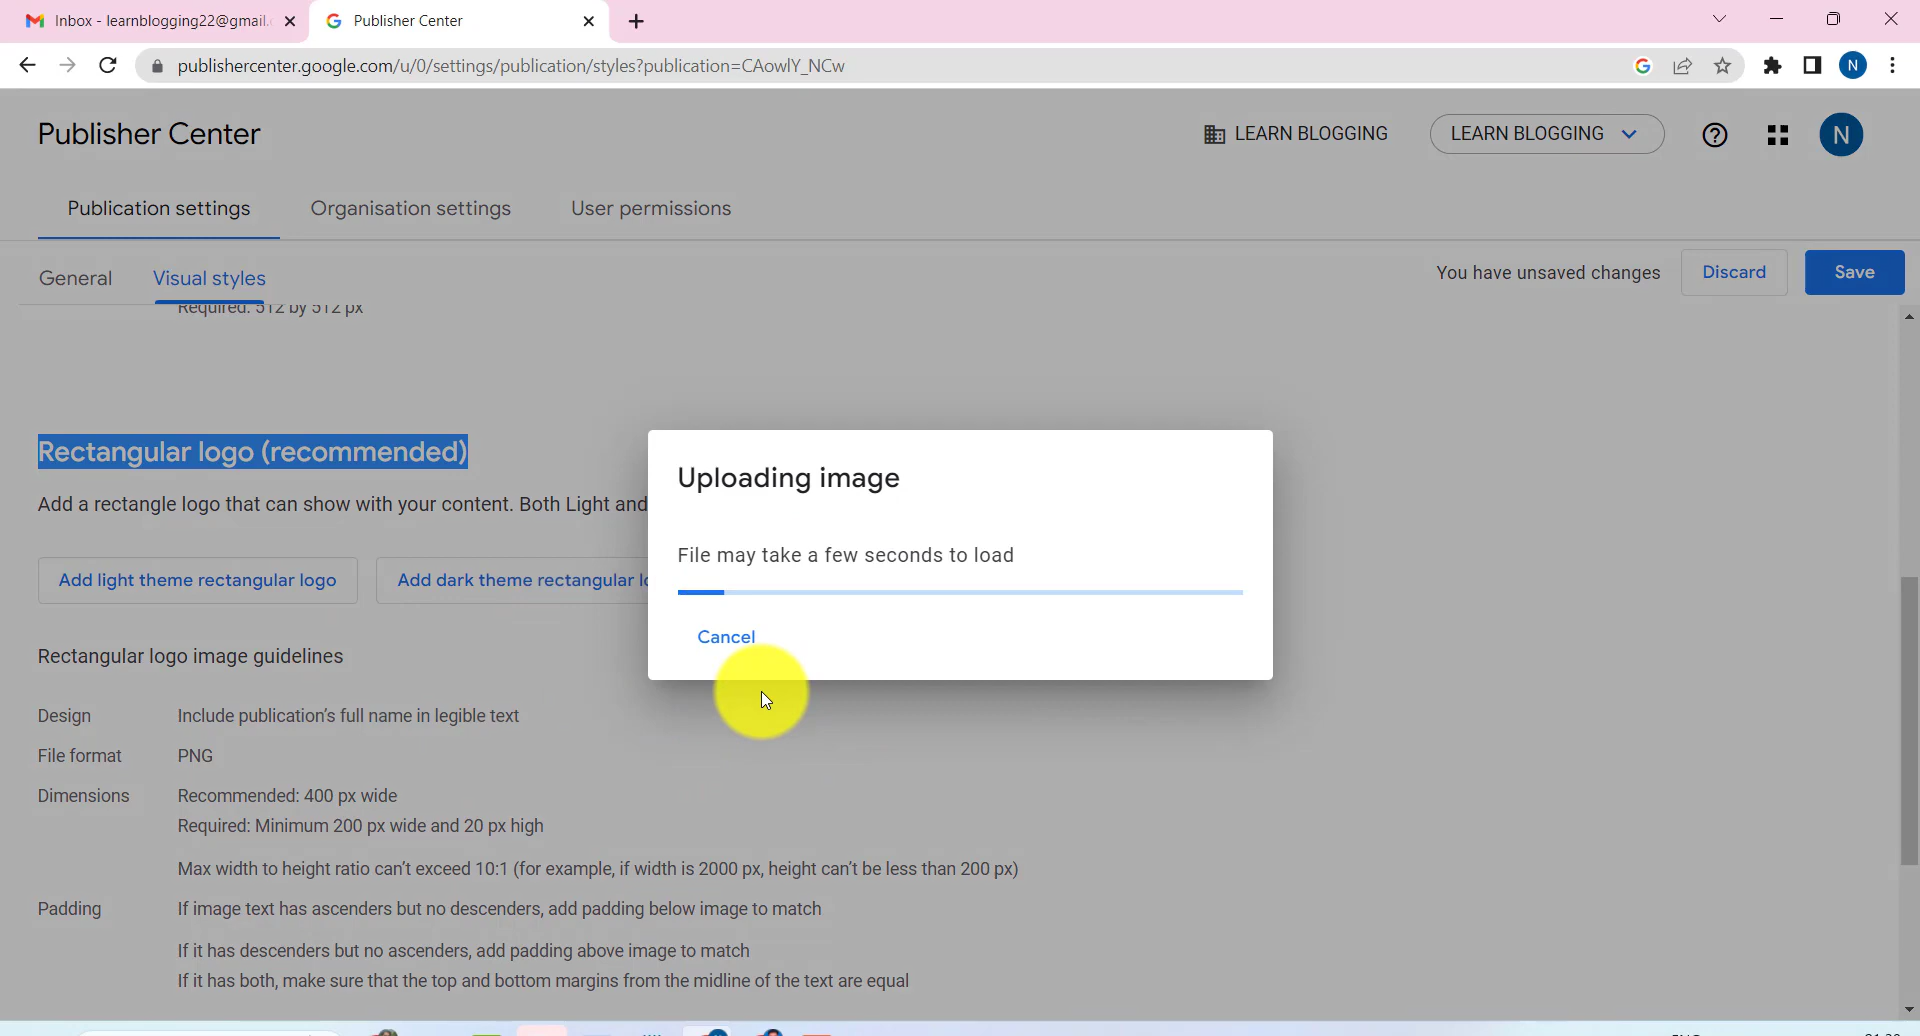 Inbox - learnblogging22@gmail.
Publisher Center
publishercenter.google.com/u/0/settings/publication/styles?publication=CAowlY_NCw
N
Publisher Center
LEARN BLOGGING
LEARN BLOGGING
N
Publication settings
Organisation settings
User permissions
General
Visual styles
You have unsaved changes
Discard
Save
Required: 512 by 512 px
Rectangular logo (recommended)
Add a rectangle logo that can show with your content. Both Light and
Add light theme rectangular logo
Add dark theme rectangular lo
Uploading image
File may take a few seconds to load
Cancel
Rectangular logo image guidelines
Design
Include publication's full name in legible text
File format
PNG
Dimensions
Recommended: 400 px wide
Required: Minimum 200 px wide and 20 px high
Max width to height ratio can't exceed 10:1 (for example, if width is 2000 px, height can't be less than 200 px)
Padding
If image text has ascenders but no descenders, add padding below image to match
If it has descenders but no ascenders, add padding above image to match
If it has both, make sure that the top and bottom margins from the midline of the text are equal